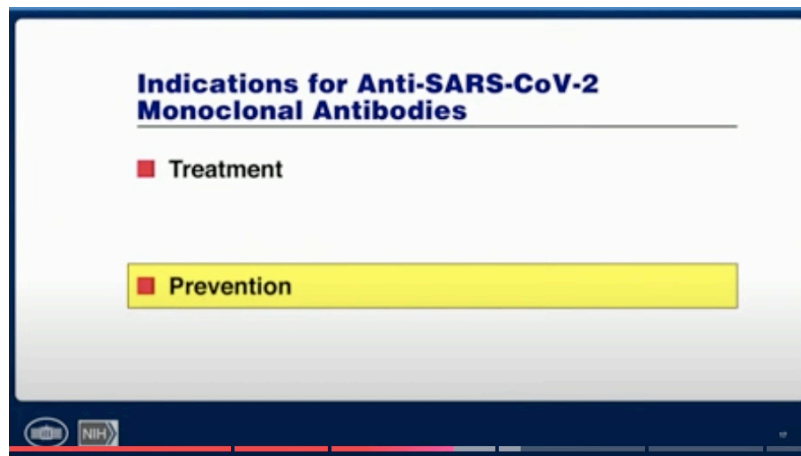 Indications for Anti-SARS-CoV-2
Monoclonal Antibodies
Treatment
Prevention
NIH